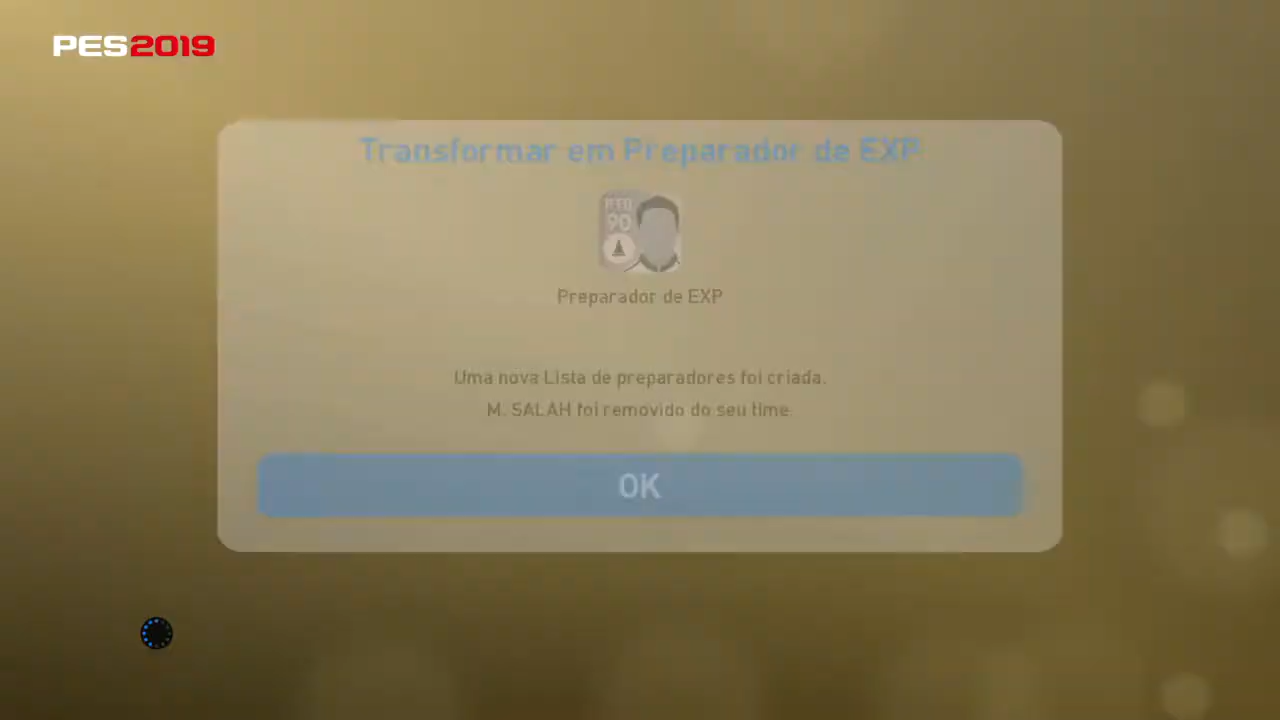 PES2019
Transformar em Preparador de EXP
90
Preparador de EXP
Uma nova Lista de preparadores foi criada.
M. SALAH foi removido do seu time.
OK